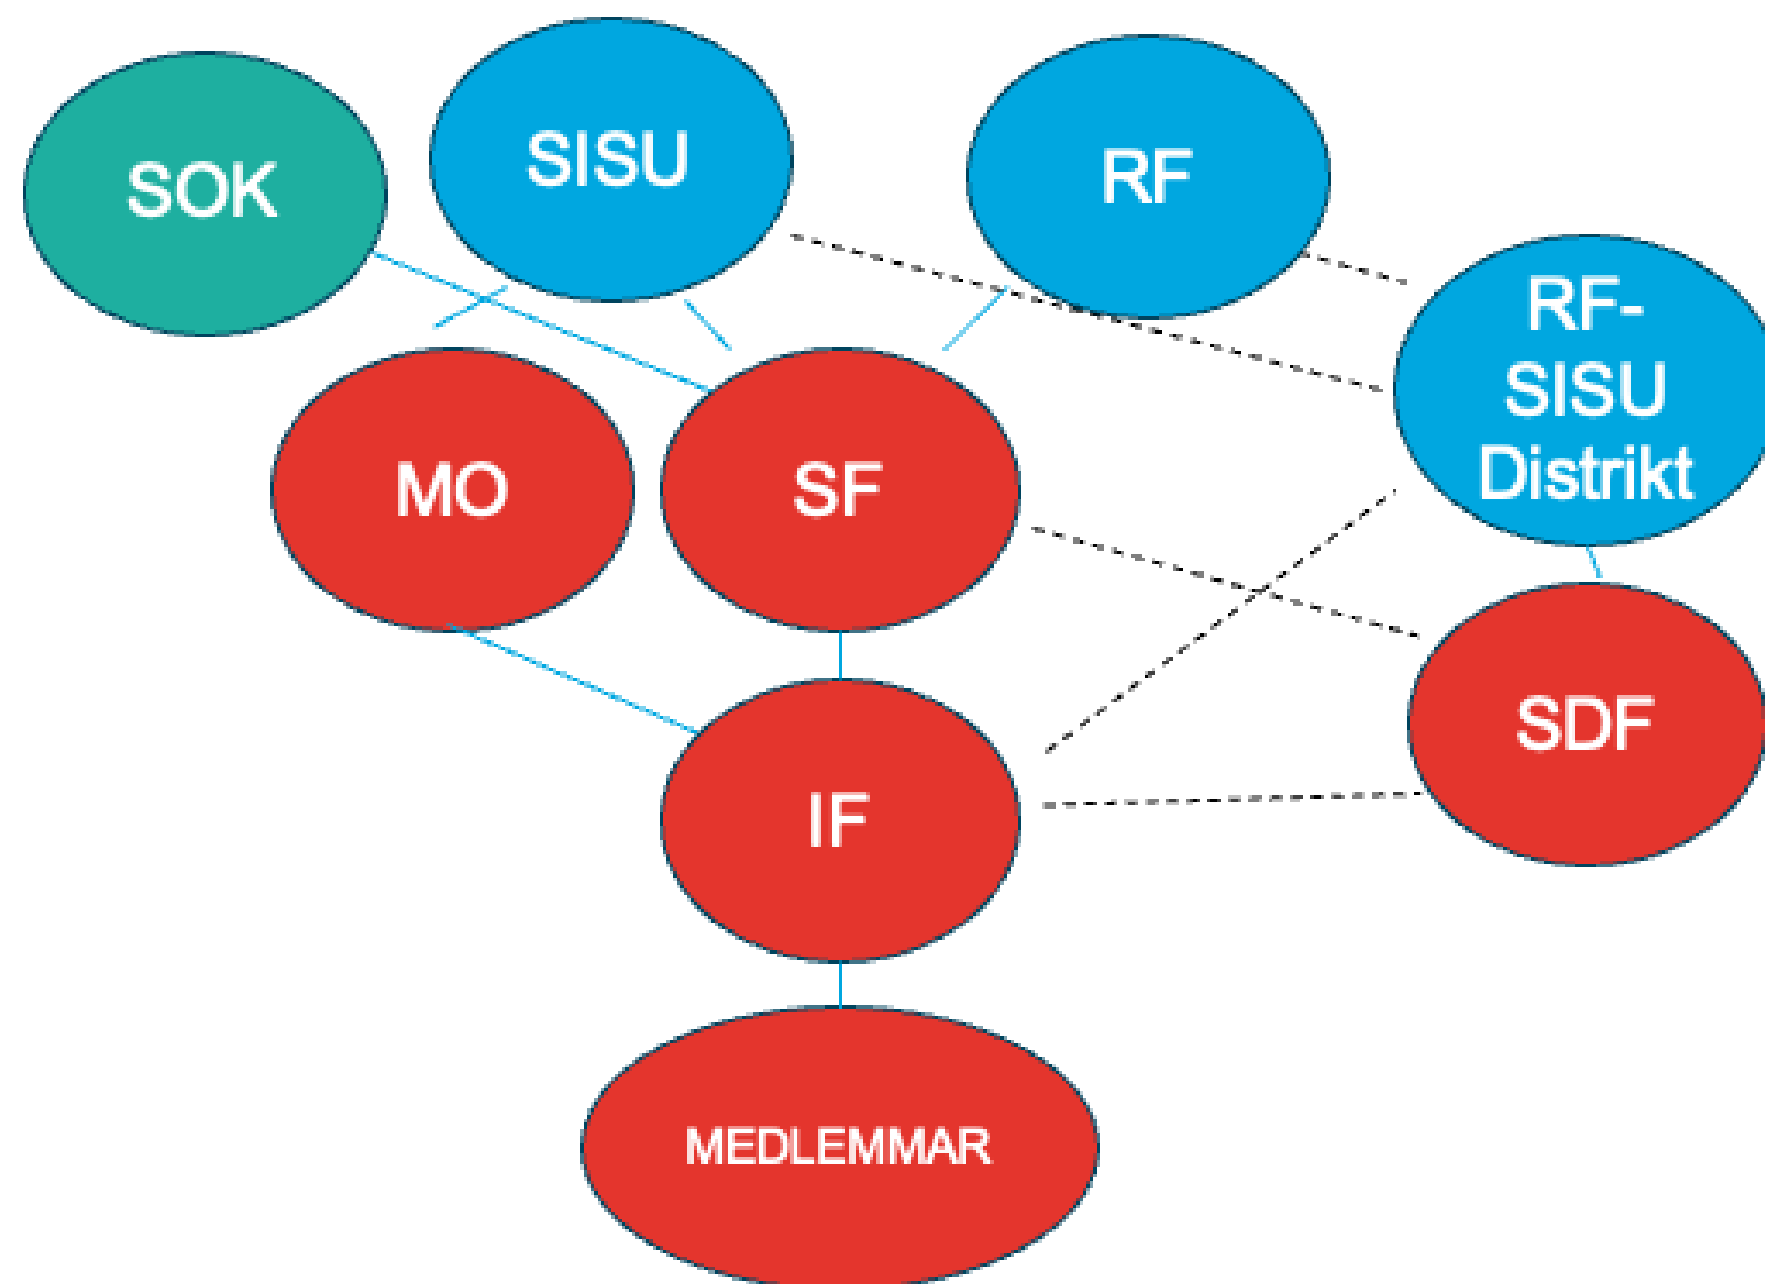 SOK
SISU
RF
RF-
SISU
Distrikt
MO
SF
SDF
IF
MEDLEMMAR